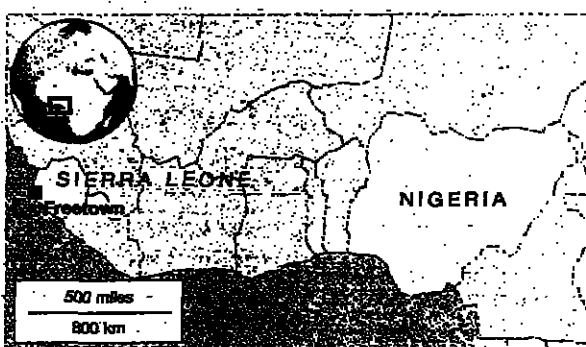 SIERRA LEONE
Freetown
NIGERIA
500 miles
800 km